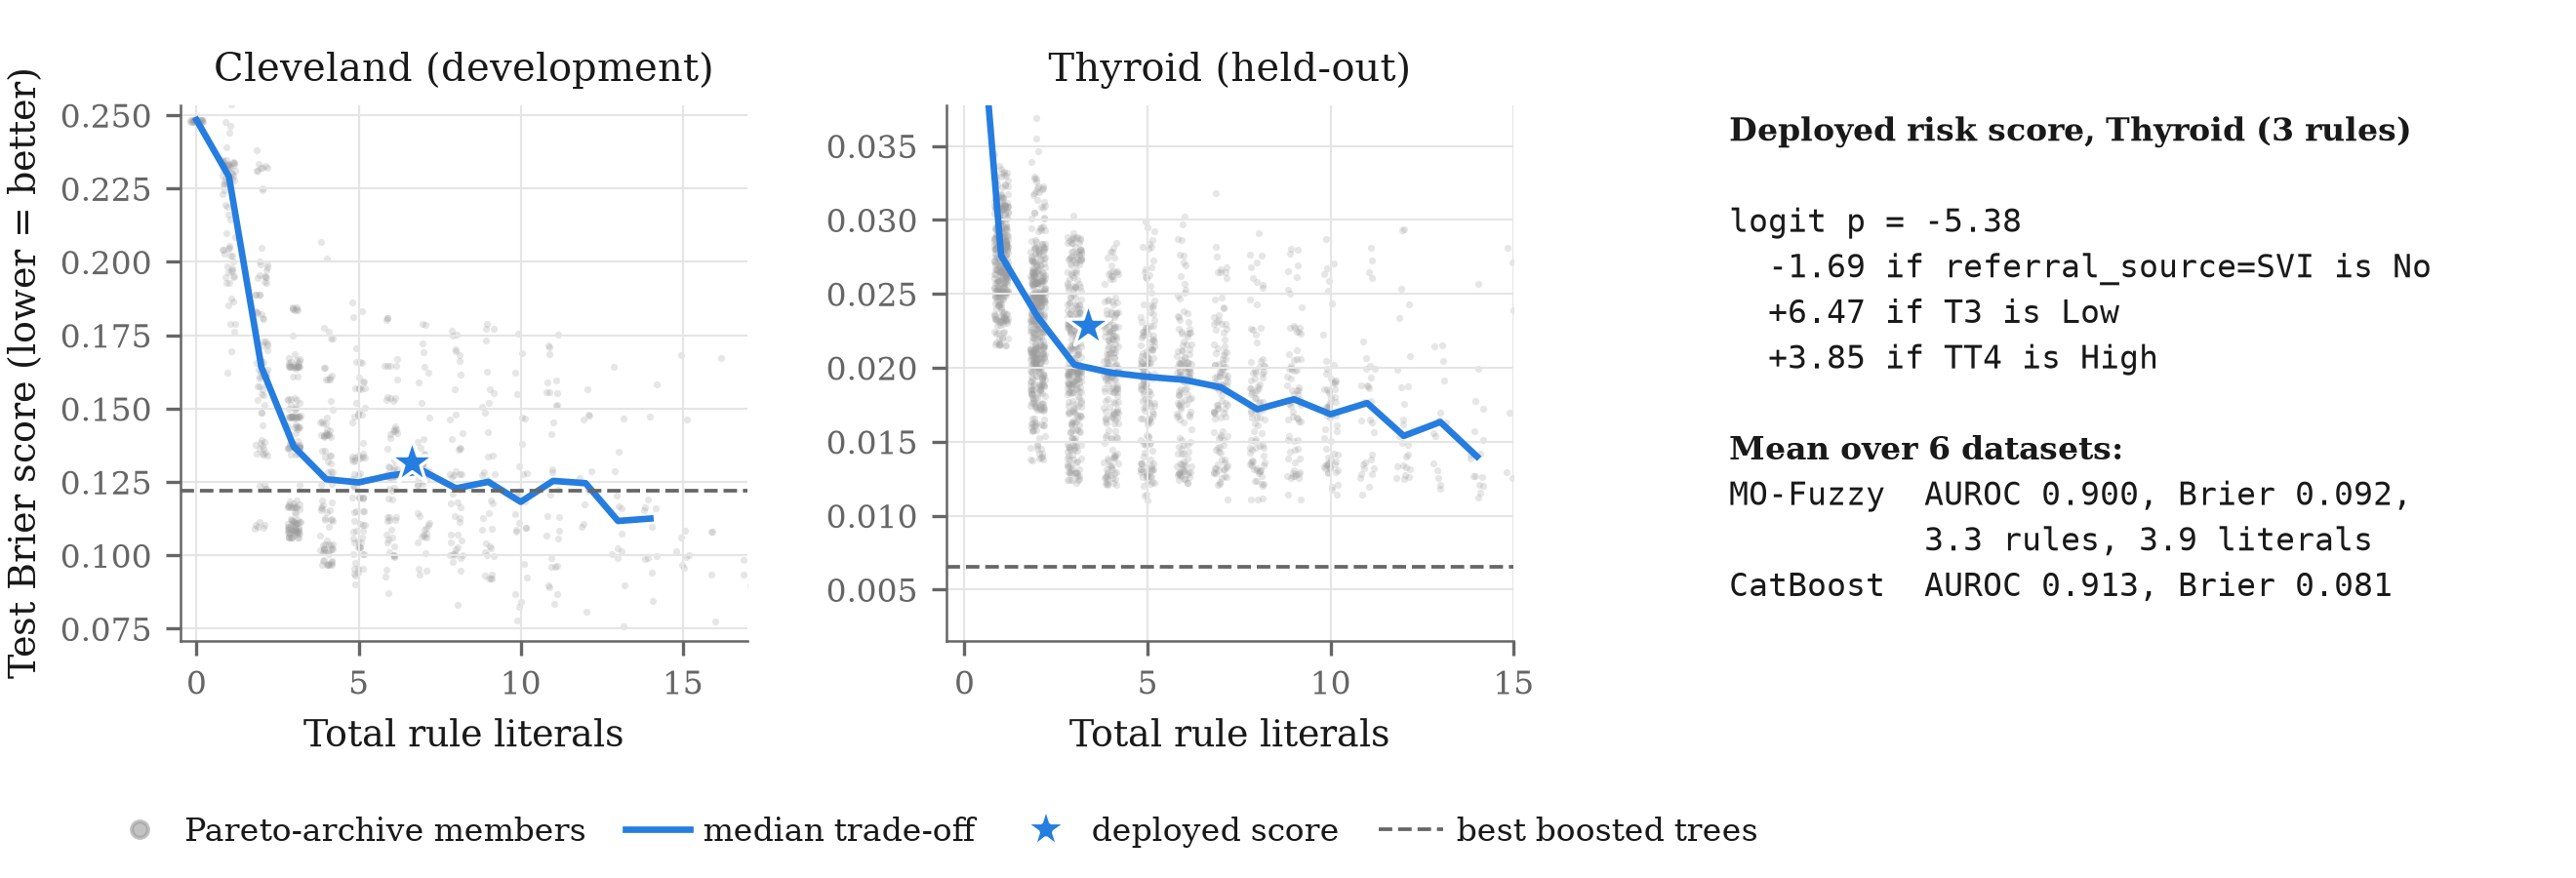 Cleveland (development)
Test Brier score (lower = better)
0.250
0.225
0.200
0.175
0.150
0.125
0.100
0.075
0 5 10 15
Total rule literals
Thyroid (held-out)
0.035
0.030
0.025
0.020
0.015
0.010
0.005
0 5 10 15
Total rule literals
Deployed risk score, Thyroid (3 rules)
logit p = -5.38
-1.69 if referral_source=SVI is No
+6.47 if T3 is Low
+3.85 if TT4 is High
Mean over 6 datasets:
MO-Fuzzy AUROC 0.900, Brier 0.092,
3.3 rules, 3.9 literals
CatBoost AUROC 0.913, Brier 0.081
Pareto-archive members median trade-off deployed score best boosted trees